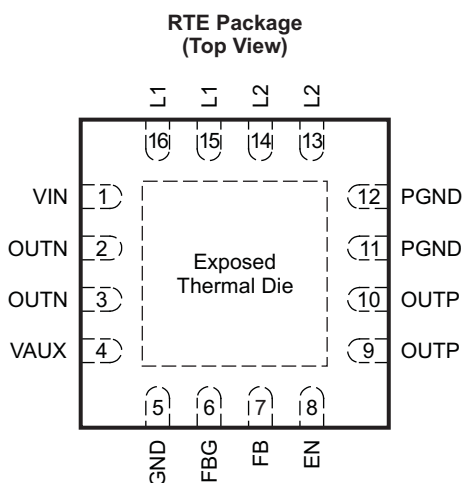 RTE Package
(Top View)
L1 L1 L2 L2
16 15 14 13
VIN 1 12 PGND
OUTN 2 11 PGND
Exposed
Thermal Die
OUTN 3 10 OUTP
VAUX 4 9 OUTP
5 6 7 8
GND FBG FB EN